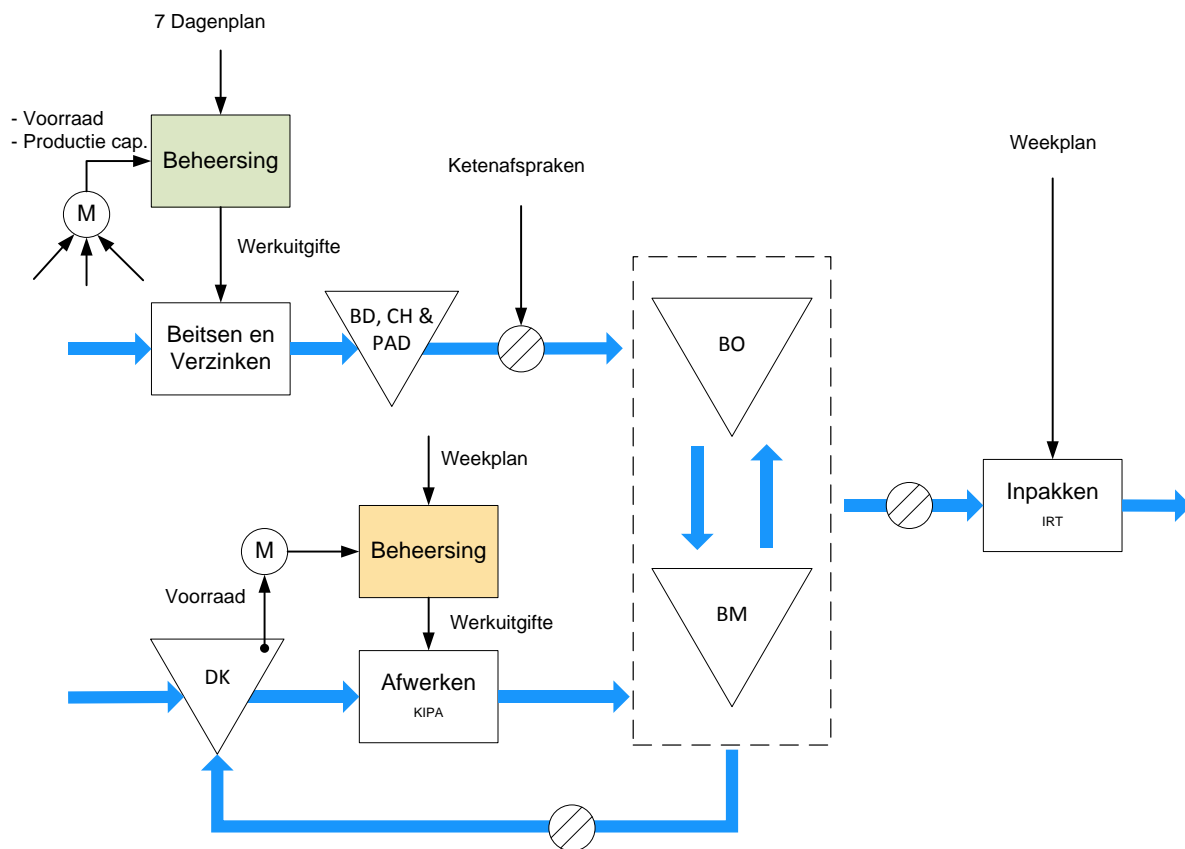 7 Dagenplan
- Voorraad
- Productie cap.
Beheersing
M
Werkuitgifte
Beitsen en
Verzinken
BD, CH &
PAD
Ketenafspraken
BO
Weekplan
Weekplan
Beheersing
M
Voorraad
Werkuitgifte
DK
Afwerken
KIPA
BM
Inpakken
IRT